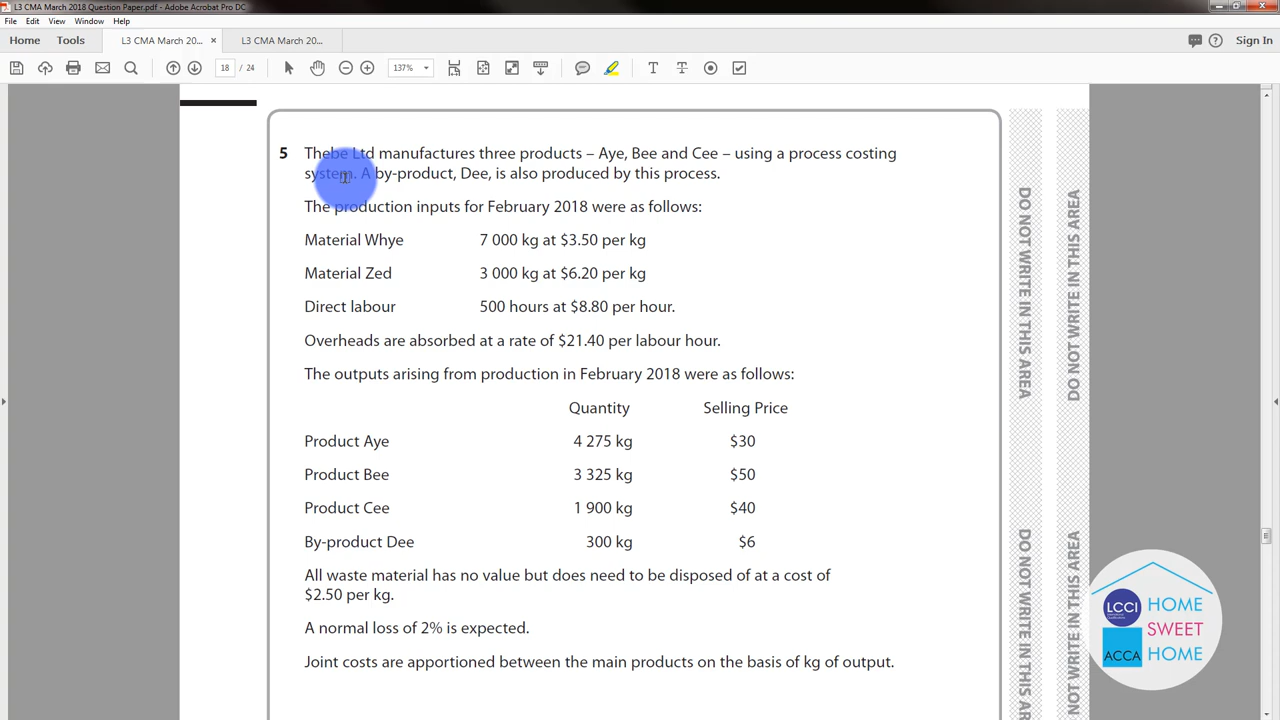 L3 CMA March 2018 Question Paper.pdf - Adobe Acrobat Pro DC
File Edit View Window Help
Home Tools L3 CMA March 20... × L3 CMA March 20... Sign In
18 / 24 137%
5 Thebe Ltd manufactures three products – Aye, Bee and Cee – using a process costing
system. A by-product, Dee, is also produced by this process.
The production inputs for February 2018 were as follows:
Material Whye 7 000 kg at $3.50 per kg
Material Zed 3 000 kg at $6.20 per kg
Direct labour 500 hours at $8.80 per hour.
Overheads are absorbed at a rate of $21.40 per labour hour.
The outputs arising from production in February 2018 were as follows:
Quantity Selling Price
Product Aye 4 275 kg $30
Product Bee 3 325 kg $50
Product Cee 1 900 kg $40
By-product Dee 300 kg $6
All waste material has no value but does need to be disposed of at a cost of
$2.50 per kg.
A normal loss of 2% is expected.
Joint costs are apportioned between the main products on the basis of kg of output.
DO NOT WRITE IN THIS AREA
DO NOT WRITE IN THIS AREA
DO NOT WRITE IN THIS AR
NOT WRITE IN THIS AREA
LCCI
ACCA
HOME
SWEET
HOME